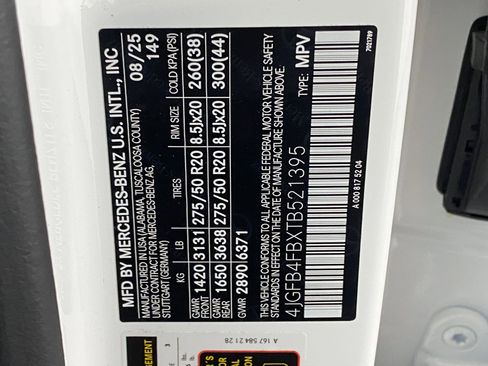 MFD BY MERCEDES-BENZ U.S. INTL., INC
MANUFACTURED IN USA(ALABAMA, TUSCALOOSA COUNTY)
UNDER CONTRACT FOR MERCEDES-BENZ AG,
STUTTGART (GERMANY)
08/25
149
KG LB TIRES RIM SIZE COLD KPA(PSI)
GAWR FRONT 1420 3131 275/50 R20 8.5Jx20 260(38)
GAWR REAR 1650 3638 275/50 R20 8.5Jx20 300(44)
GVWR 2890 6371
THIS VEHICLE CONFORMS TO ALL APPLICABLE FEDERAL MOTOR VEHICLE SAFETY
STANDARDS IN EFFECT ON THE DATE OF MANUFACTURE SHOWN ABOVE.
4JGFB4FBXTB521395 TYPE: MPV
A 000 817 52 04
7021789
A 167 584 21 28